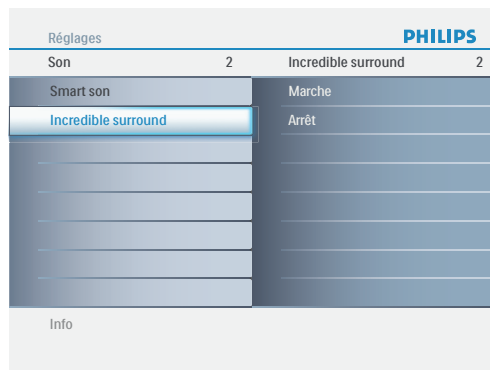 Réglages
PHILIPS
Son 2
Incredible surround 2
Smart son
Marche
Incredible surround
Arrêt
Info